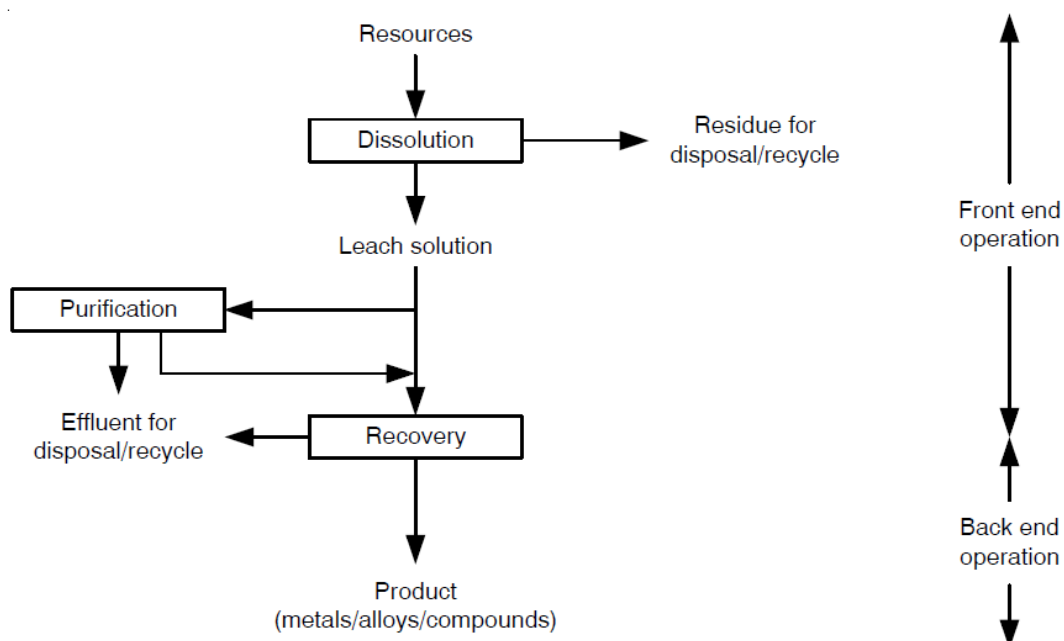 Resources
Dissolution
Residue for
disposal/recycle
Front end
operation
Leach solution
Purification
Effluent for
disposal/recycle
Recovery
Back end
operation
Product
(metals/alloys/compounds)